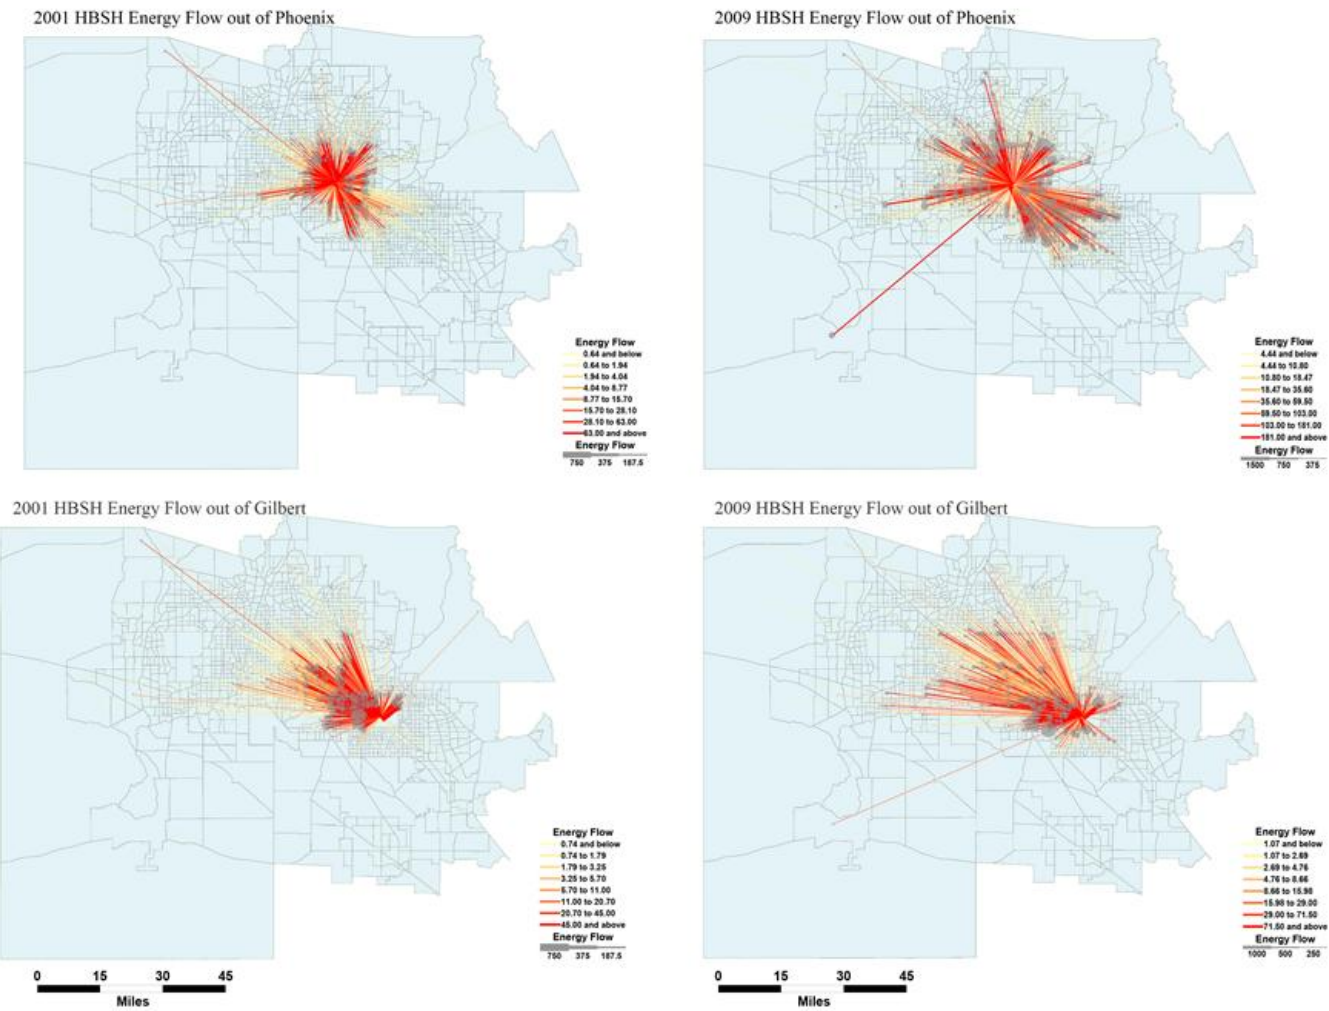 2001 HBSH Energy Flow out of Phoenix
Energy Flow
0.64 and below
0.64 to 1.94
1.94 to 4.04
4.04 to 8.77
8.77 to 15.70
15.70 to 28.10
28.10 to 63.00
63.00 and above
Energy Flow
750 375 187.5
2009 HBSH Energy Flow out of Phoenix
Energy Flow
4.44 and below
4.44 to 10.80
10.80 to 18.47
18.47 to 35.60
35.60 to 59.50
59.50 to 103.00
103.00 to 181.00
181.00 and above
Energy Flow
1500 750 375
2001 HBSH Energy Flow out of Gilbert
Energy Flow
0.74 and below
0.74 to 1.79
1.79 to 3.25
3.25 to 5.70
5.70 to 11.00
11.00 to 20.70
20.70 to 45.00
45.00 and above
Energy Flow
750 375 187.5
0 15 30 45
Miles
2009 HBSH Energy Flow out of Gilbert
Energy Flow
1.07 and below
1.07 to 2.69
2.69 to 4.76
4.76 to 8.66
8.66 to 15.98
15.98 to 29.00
29.00 to 71.50
71.50 and above
Energy Flow
1000 500 250
0 15 30 45
Miles